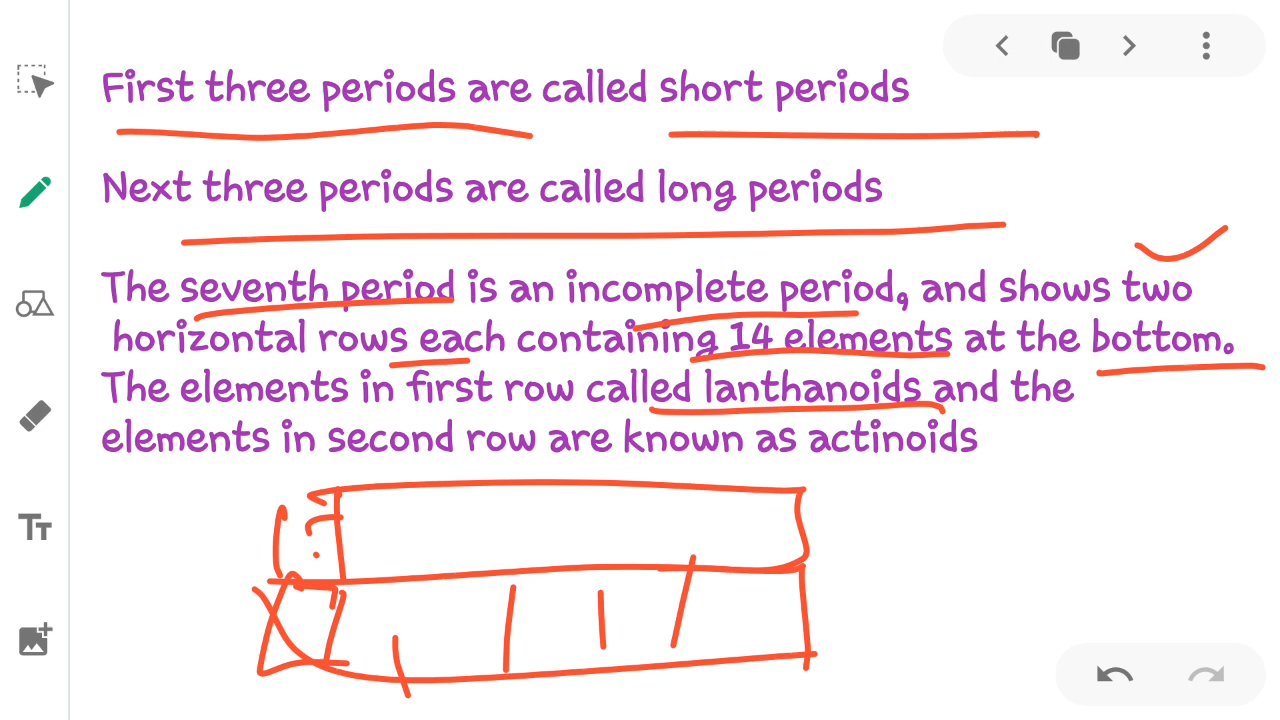 First three periods are called short periods
Next three periods are called long periods
The seventh period is an incomplete period, and shows two
horizontal rows each containing 14 elements at the bottom.
The elements in first row called lanthanoids and the
elements in second row are known as actinoids